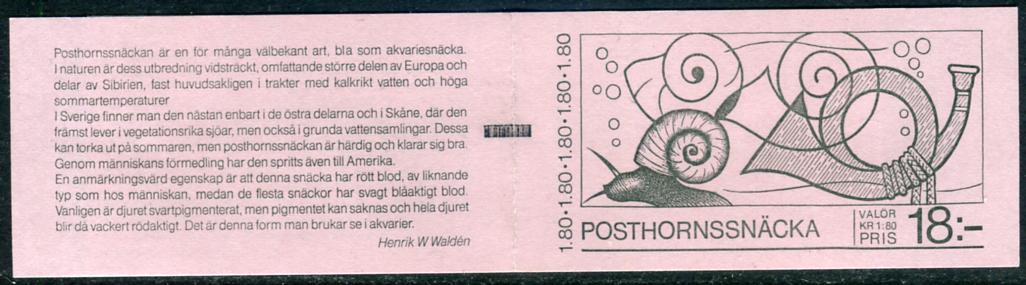 Posthornssnäckan är en för många välbekant art, bla som akvariesnäcka.
I naturen är dess utbredning vidsträckt, omfattande större delen av Europa och
delar av Sibirien, fast huvudsakligen i trakter med kalkrikt vatten och höga
sommartemperaturer
I Sverige finner man den nästan enbart i de östra delarna och i Skåne, där den
främst lever i vegetationsrika sjöar, men också i grunda vattensamlingar. Dessa
kan torka ut på sommaren, men posthornssnäckan är härdig och klarar sig bra.
Genom människans förmedling har den spritts även till Amerika.
En anmärkningsvärd egenskap är att denna snäcka har rött blod, av liknande
typ som hos människan, medan de flesta snäckor har svagt blåaktigt blod.
Vanligen är djuret svartpigmenterat, men pigmentet kan saknas och hela djuret
blir då vackert rödaktigt. Det är denna form man brukar se i akvarier.
Henrik W Waldén
1.80•1.80•1.80•1.80•1.80
POSTHORNSSNÄCKA
VALÖR
KR 1:80
PRIS 18:-